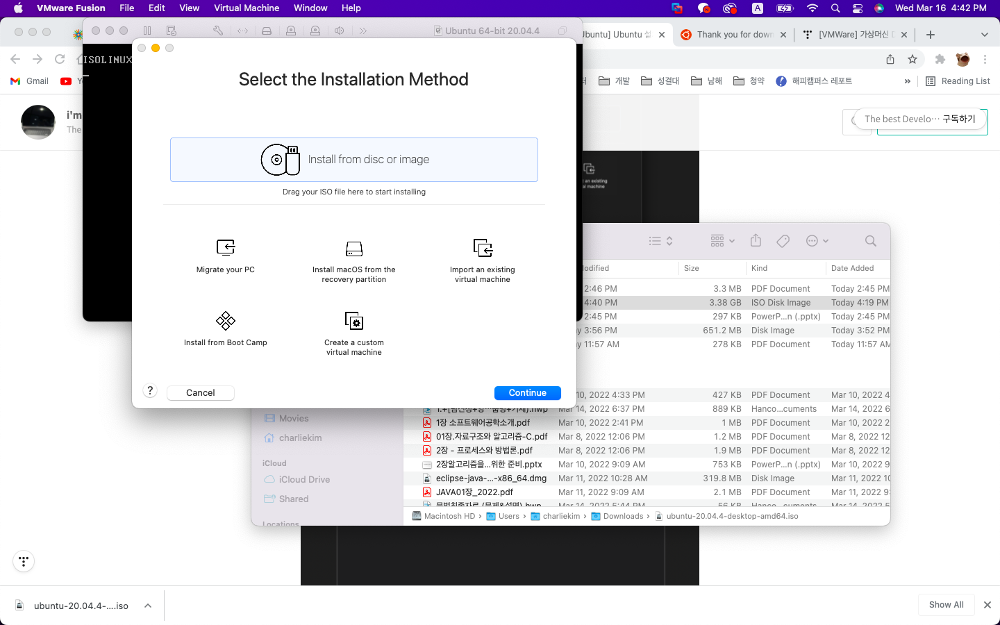 VMware Fusion File Edit View Virtual Machine Window Help A Wed Mar 16 4:42 PM
Ubuntu 64-bit 20.04.4
Ubuntu] Ubuntu
Thank you for down
[VMWare] 가상머신
ISOLINUX
Gmail
개발 성결대 남해 청약 해피캠퍼스 레포트 » Reading List
i'm
The
The best Develo··· 구독하기
Select the Installation Method
Install from disc or image
Drag your ISO file here to start installing
Migrate your PC
Install macOS from the
recovery partition
Import an existing
virtual machine
Install from Boot Camp
Create a custom
virtual machine
? Cancel Continue
an existing
machine
odified Size Kind Date Added
2:46 PM 3.3 MB PDF Document Today 2:45 PM
4:40 PM 3.38 GB ISO Disk Image Today 4:19 PM
2:45 PM 297 KB PowerP...n (.pptx) Today 2:45 PM
y 3:56 PM 651.2 MB Disk Image Today 3:52 PM
y 11:57 AM 278 KB PDF Document Today 11:57 AM
10, 2022 4:33 PM 427 KB PDF Document Mar 10, 2022 4
Mar 14, 2022 6:37 PM 889 KB Hanco...cuments Mar 14, 2022 6
1장 소프트웨어공학소개.pdf Mar 10, 2022 2:41 PM 1 MB PDF Document Mar 10, 2022 2
01장.자료구조와 알고리즘-C.pdf Mar 8, 2022 12:06 PM 1.2 MB PDF Document Mar 8, 2022 12
2장 - 프로세스와 방법론.pdf Mar 8, 2022 12:06 PM 1.9 MB PDF Document Mar 8, 2022 12
2장알고리즘을...위한 준비.pptx Mar 10, 2022 9:09 AM 753 KB PowerP...n (.pptx) Mar 10, 2022 9
eclipse-java-...-x86_64.dmg Mar 11, 2022 10:28 AM 319.8 MB Disk Image Mar 11, 2022 10
JAVA01장_2022.pdf Mar 11, 2022 9:09 AM 2.1 MB PDF Document Mar 11, 2022 9:
Mar 14, 2022 5:44 PM 56 KB Hanco...cuments Mar 14, 2022 5
Movies
charliekim
iCloud
iCloud Drive
Shared
Locations
Macintosh HD › Users › charliekim › Downloads › ubuntu-20.04.4-desktop-amd64.iso
ubuntu-20.04.4-....iso
Show All